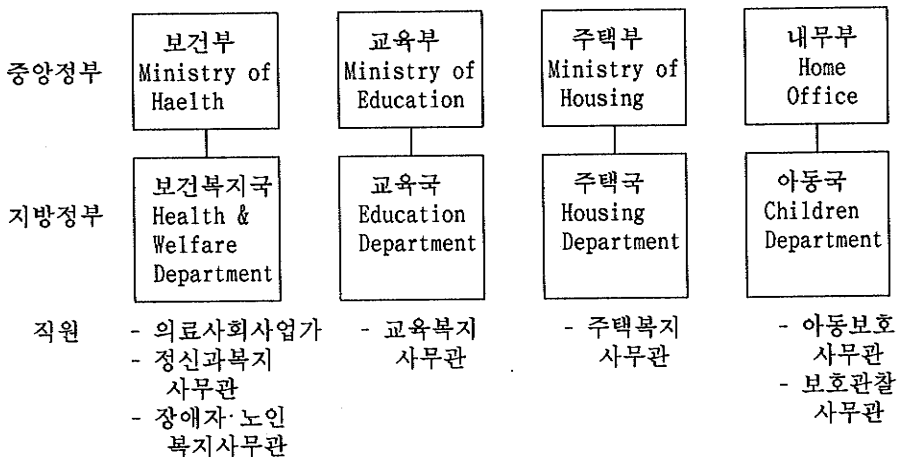 중앙정부
보건부
Ministry of
Haelth
교육부
Ministry of
Education
주택부
Ministry of
Housing
내무부
Home
Office
지방정부
보건복지국
Health &
Welfare
Department
교육국
Education
Department
주택국
Housing
Department
아동국
Children
Department
직원
- 의료사회사업가
- 정신과복지
사무관
- 장애자·노인
복지사무관
- 교육복지
사무관
- 주택복지
사무관
- 아동보호
사무관
- 보호관찰
사무관